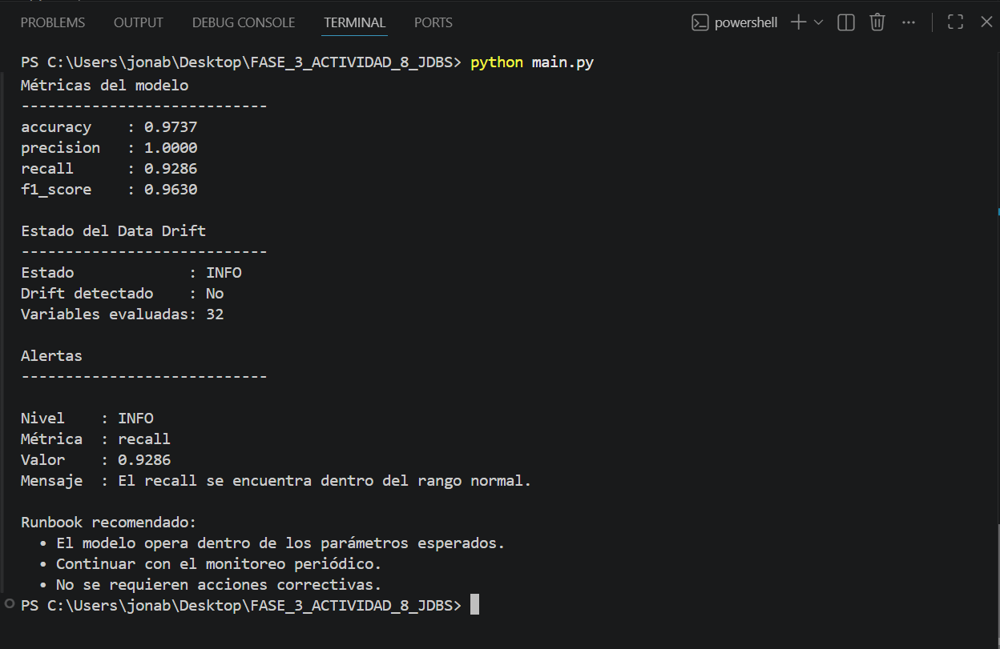 PROBLEMS OUTPUT DEBUG CONSOLE TERMINAL PORTS powershell
PS C:\Users\jonab\Desktop\FASE_3_ACTIVIDAD_8_JDBS> python main.py
Métricas del modelo
----------------------------
accuracy    : 0.9737
precision   : 1.0000
recall      : 0.9286
f1_score    : 0.9630

Estado del Data Drift
----------------------------
Estado             : INFO
Drift detectado    : No
Variables evaluadas: 32

Alertas
----------------------------

Nivel    : INFO
Métrica  : recall
Valor    : 0.9286
Mensaje  : El recall se encuentra dentro del rango normal.

Runbook recomendado:
  • El modelo opera dentro de los parámetros esperados.
  • Continuar con el monitoreo periódico.
  • No se requieren acciones correctivas.
PS C:\Users\jonab\Desktop\FASE_3_ACTIVIDAD_8_JDBS>